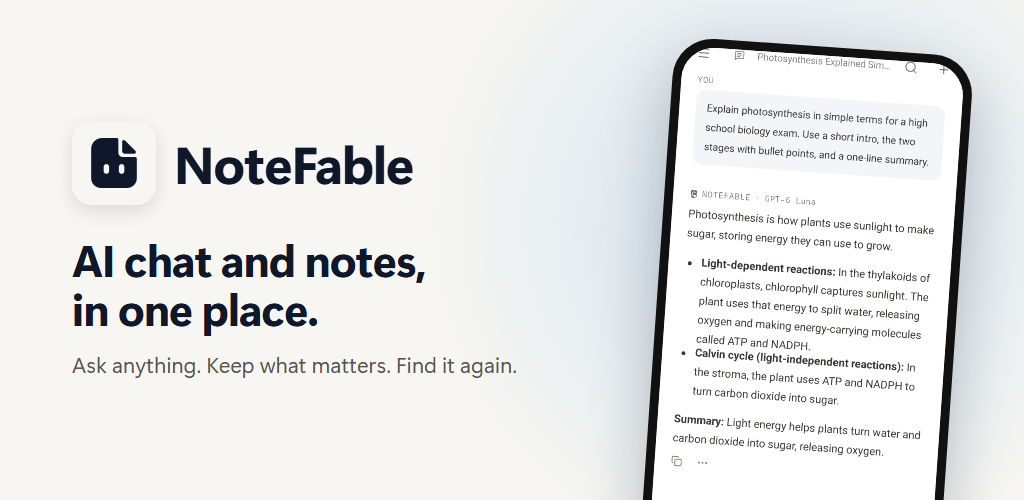 NoteFable
AI chat and notes,
in one place.
Ask anything. Keep what matters. Find it again.
Photosynthesis Explained Sim...
YOU
Explain photosynthesis in simple terms for a high
school biology exam. Use a short intro, the two
stages with bullet points, and a one-line summary.
NOTEFABLE · GPT-6 Luna
Photosynthesis is how plants use sunlight to make
sugar, storing energy they can use to grow.
• Light-dependent reactions: In the thylakoids of
chloroplasts, chlorophyll captures sunlight. The
plant uses that energy to split water, releasing
oxygen and making energy-carrying molecules
called ATP and NADPH.
• Calvin cycle (light-independent reactions): In
the stroma, the plant uses ATP and NADPH to
turn carbon dioxide into sugar.
Summary: Light energy helps plants turn water and
carbon dioxide into sugar, releasing oxygen.